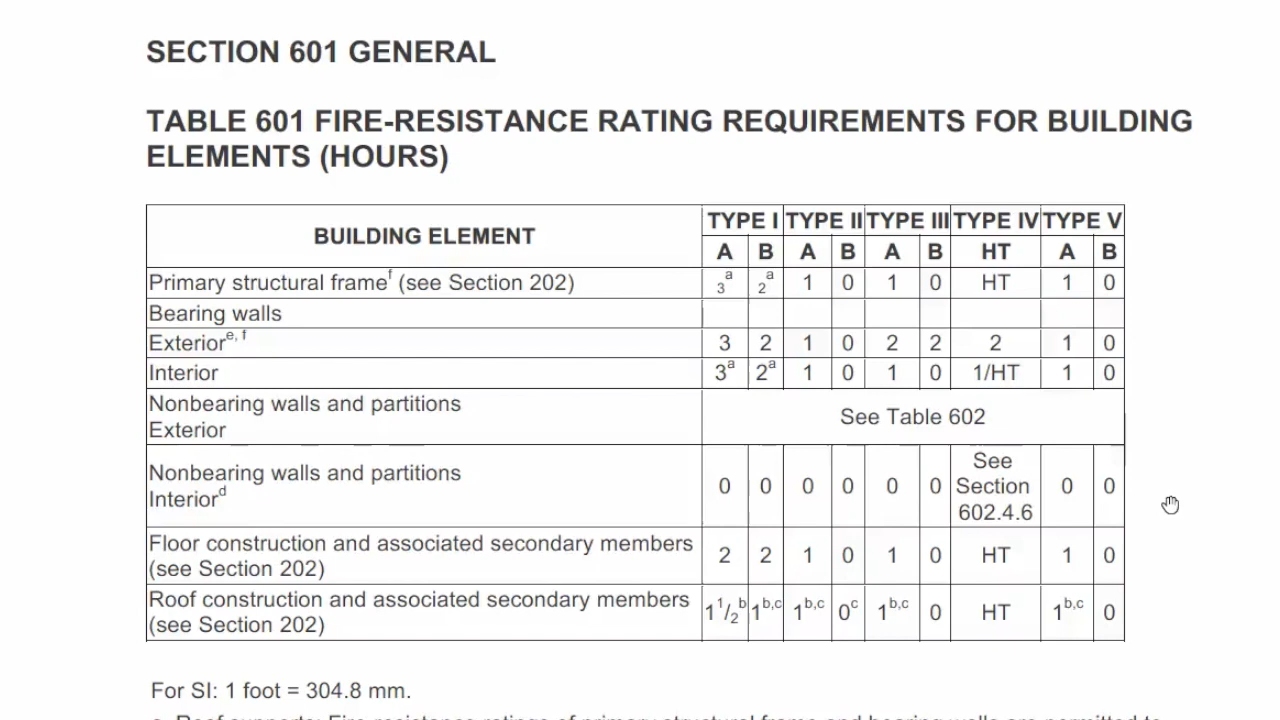 SECTION 601 GENERAL
TABLE 601 FIRE-RESISTANCE RATING REQUIREMENTS FOR BUILDING
ELEMENTS (HOURS)
BUILDING ELEMENT TYPE I TYPE II TYPE III TYPE IV TYPE V
A B A B A B HT A B
Primary structural frame^f (see Section 202) 3^a 2^a 1 0 1 0 HT 1 0
Bearing walls
Exterior^e, f 3 2 1 0 2 2 2 1 0
Interior 3^a 2^a 1 0 1 0 1/HT 1 0
Nonbearing walls and partitions
Exterior See Table 602
Nonbearing walls and partitions
Interior^d 0 0 0 0 0 0 See Section 602.4.6 0 0
Floor construction and associated secondary members
(see Section 202) 2 2 1 0 1 0 HT 1 0
Roof construction and associated secondary members
(see Section 202) 1 1/2^b 1^b,c 1^b,c 0^c 1^b,c 0 HT 1^b,c 0
For SI: 1 foot = 304.8 mm.